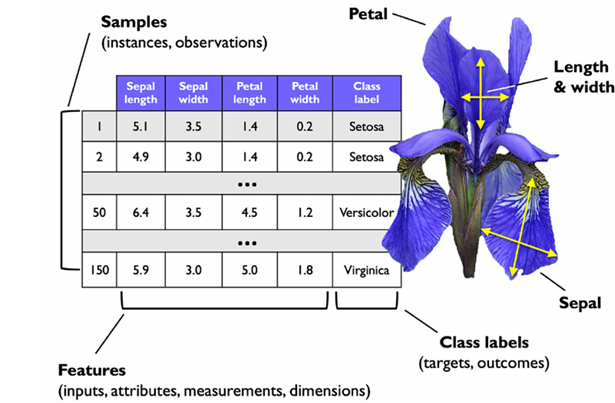 Samples
(instances, observations)
Petal
Length
& width
Sepal length Sepal width Petal length Petal width Class label
1 5.1 3.5 1.4 0.2 Setosa
2 4.9 3.0 1.4 0.2 Setosa
...
50 6.4 3.5 4.5 1.2 Versicolor
...
150 5.9 3.0 5.0 1.8 Virginica
Sepal
Class labels
(targets, outcomes)
Features
(inputs, attributes, measurements, dimensions)